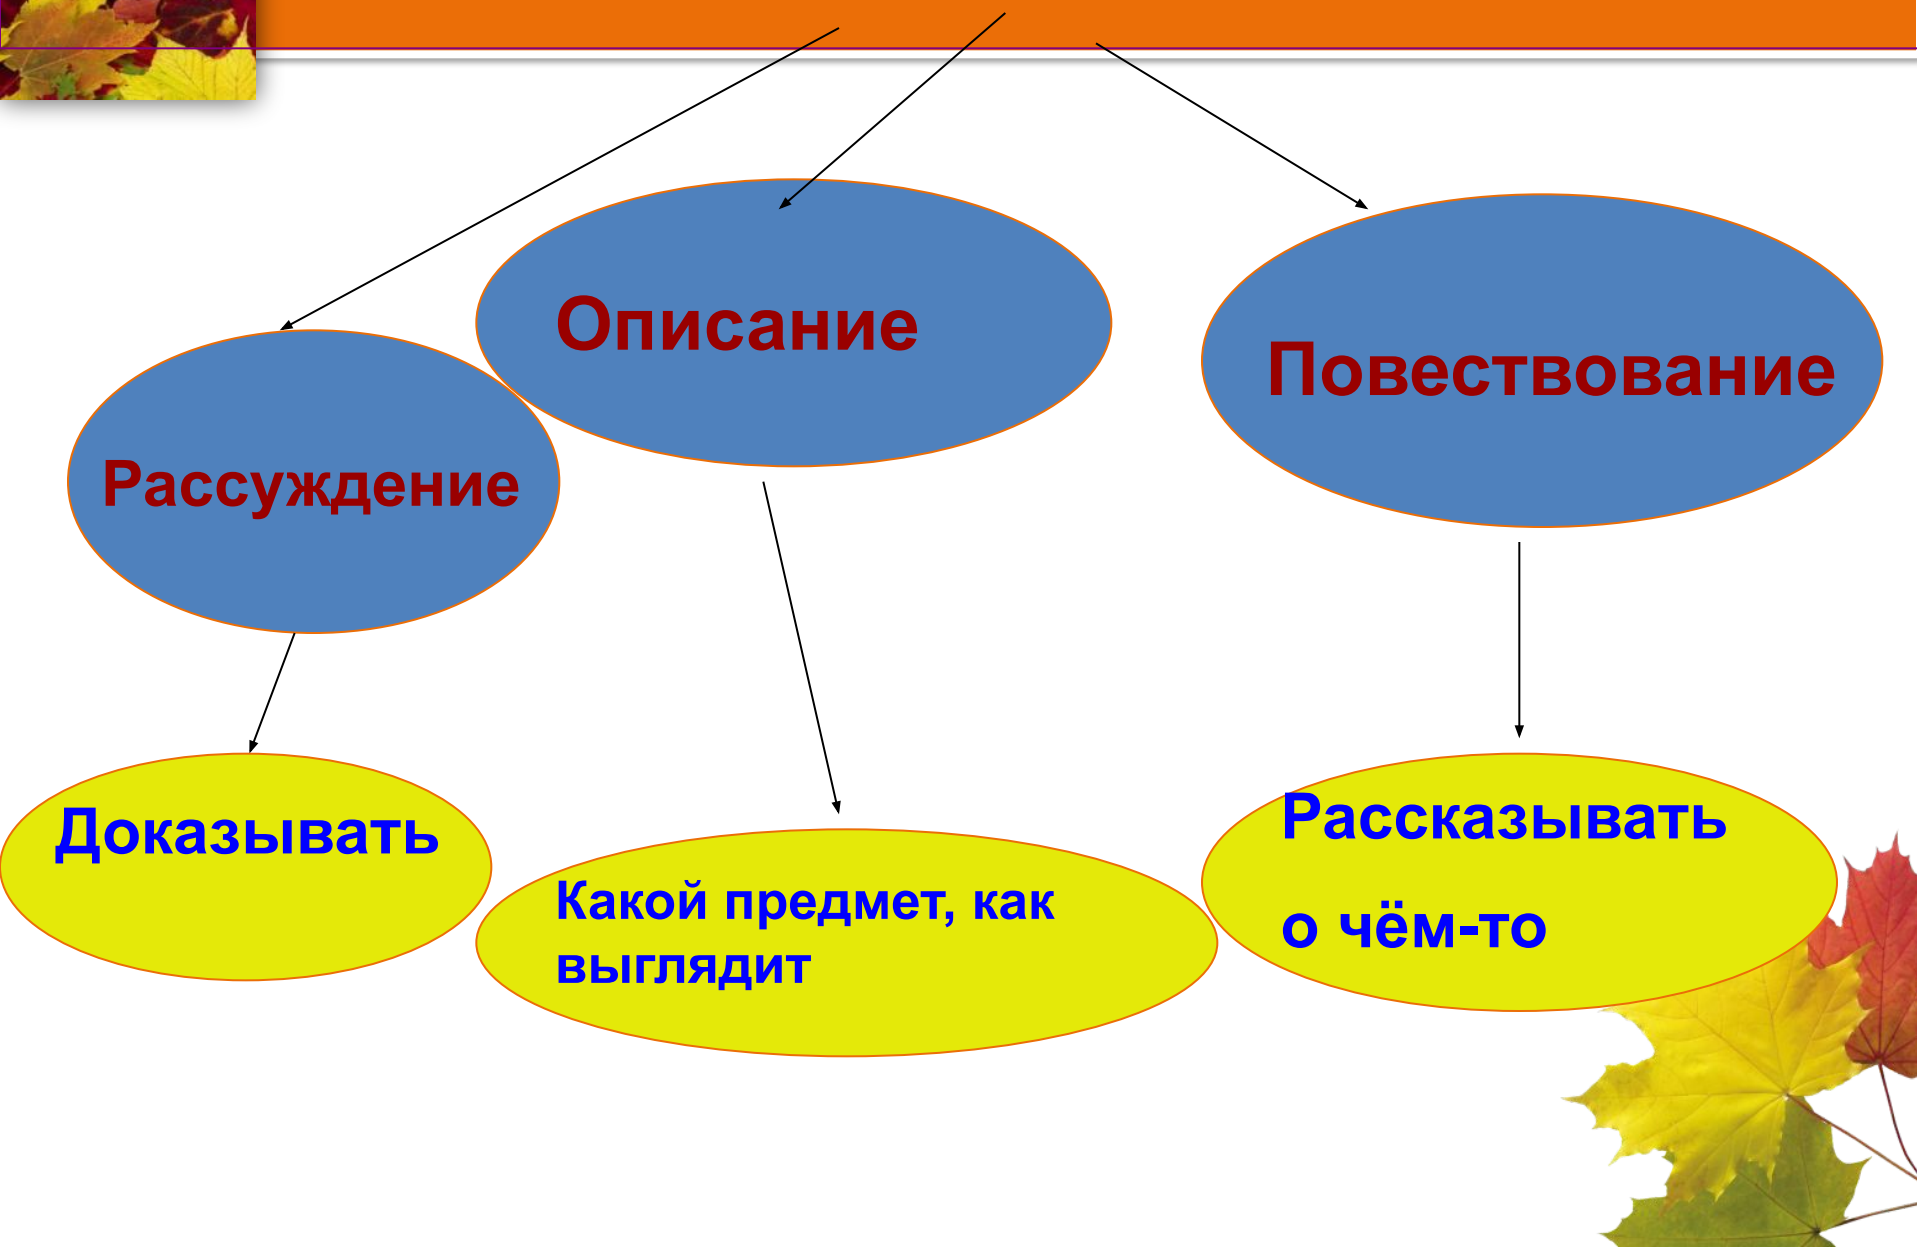 Описание
Повествование
Рассуждение
Доказывать
Какой предмет, как
выглядит
Рассказывать
о чём-то